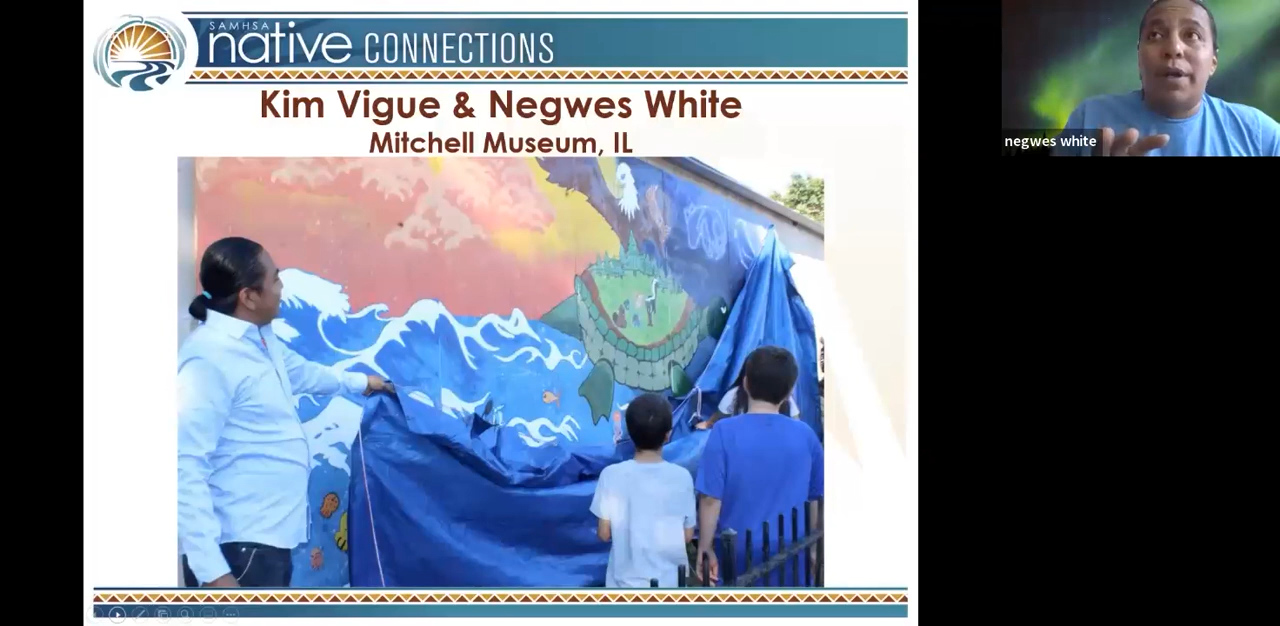 SAMHSA
native CONNECTIONS
Kim Vigue & Negwes White
Mitchell Museum, IL
negwes white